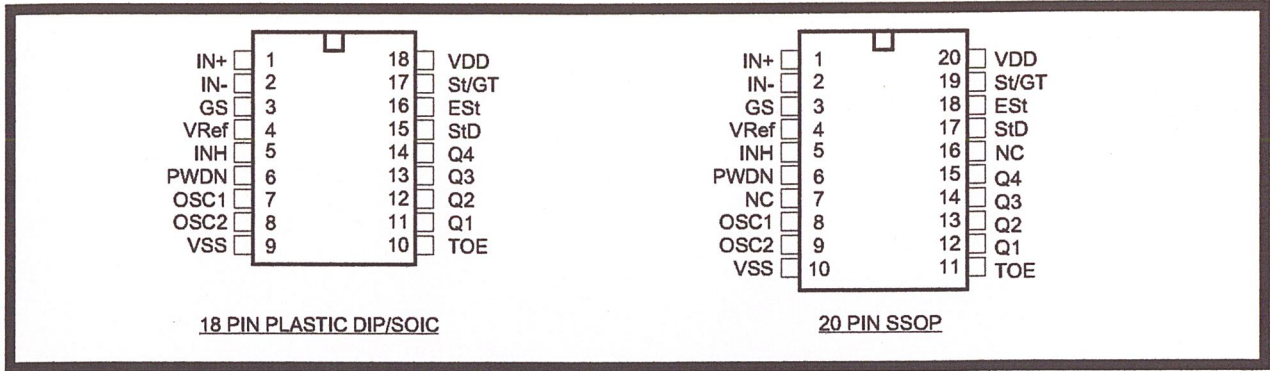 IN+ 1 18 VDD
IN- 2 17 St/GT
GS 3 16 ESt
VRef 4 15 StD
INH 5 14 Q4
PWDN 6 13 Q3
OSC1 7 12 Q2
OSC2 8 11 Q1
VSS 9 10 TOE
18 PIN PLASTIC DIP/SOIC
IN+ 1 20 VDD
IN- 2 19 St/GT
GS 3 18 ESt
VRef 4 17 StD
INH 5 16 NC
PWDN 6 15 Q4
NC 7 14 Q3
OSC1 8 13 Q2
OSC2 9 12 Q1
VSS 10 11 TOE
20 PIN SSOP